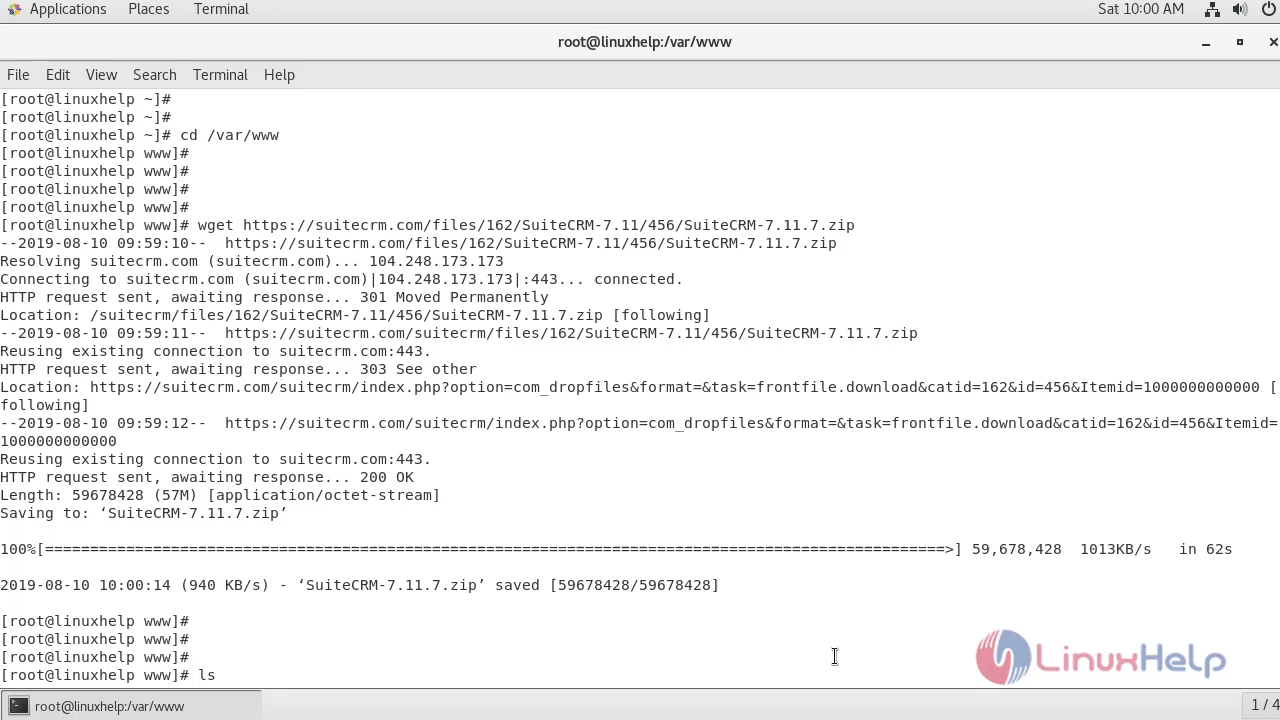 Applications Places Terminal Sat 10:00 AM
root@linuxhelp:/var/www
File Edit View Search Terminal Help
[root@linuxhelp ~]#
[root@linuxhelp ~]#
[root@linuxhelp ~]# cd /var/www
[root@linuxhelp www]#
[root@linuxhelp www]#
[root@linuxhelp www]#
[root@linuxhelp www]#
[root@linuxhelp www]# wget https://suitecrm.com/files/162/SuiteCRM-7.11/456/SuiteCRM-7.11.7.zip
--2019-08-10 09:59:10--  https://suitecrm.com/files/162/SuiteCRM-7.11/456/SuiteCRM-7.11.7.zip
Resolving suitecrm.com (suitecrm.com)... 104.248.173.173
Connecting to suitecrm.com (suitecrm.com)|104.248.173.173|:443... connected.
HTTP request sent, awaiting response... 301 Moved Permanently
Location: /suitecrm/files/162/SuiteCRM-7.11/456/SuiteCRM-7.11.7.zip [following]
--2019-08-10 09:59:11--  https://suitecrm.com/suitecrm/files/162/SuiteCRM-7.11/456/SuiteCRM-7.11.7.zip
Reusing existing connection to suitecrm.com:443.
HTTP request sent, awaiting response... 303 See other
Location: https://suitecrm.com/suitecrm/index.php?option=com_dropfiles&format=&task=frontfile.download&catid=162&id=456&Itemid=1000000000000 [
following]
--2019-08-10 09:59:12--  https://suitecrm.com/suitecrm/index.php?option=com_dropfiles&format=&task=frontfile.download&catid=162&id=456&Itemid=
1000000000000
Reusing existing connection to suitecrm.com:443.
HTTP request sent, awaiting response... 200 OK
Length: 59678428 (57M) [application/octet-stream]
Saving to: ‘SuiteCRM-7.11.7.zip’
100%[====================================================================================================>] 59,678,428  1013KB/s   in 62s
2019-08-10 10:00:14 (940 KB/s) - ‘SuiteCRM-7.11.7.zip’ saved [59678428/59678428]
[root@linuxhelp www]#
[root@linuxhelp www]#
[root@linuxhelp www]#
[root@linuxhelp www]# ls
LinuxHelp
root@linuxhelp:/var/www 1 / 4